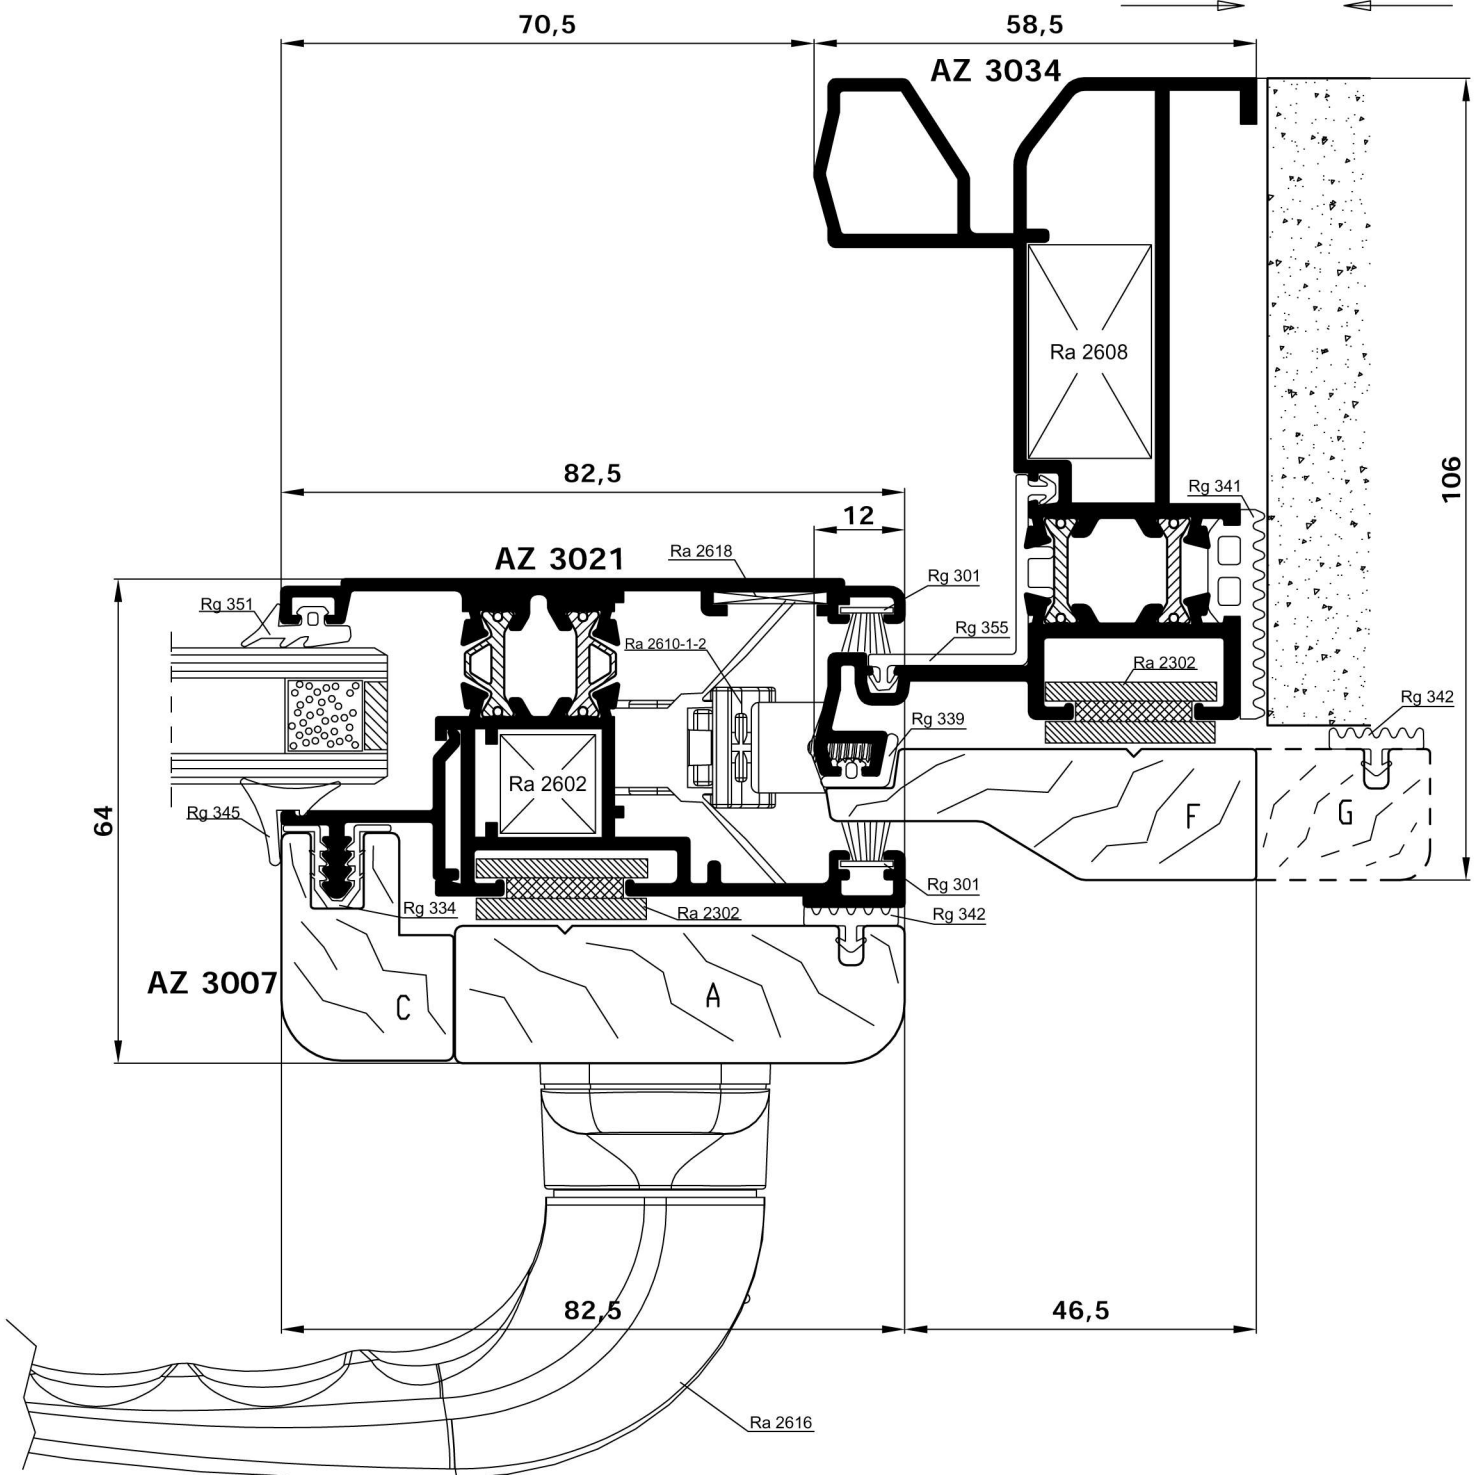 70,5
58,5
AZ 3034
Ra 2608
106
82,5
Rg 341
12
AZ 3021
Ra 2618
Rg 301
Rg 351
Rg 355
Ra 2610-1-2
Ra 2302
Rg 342
Rg 339
Ra 2602
Rg 345
64
F
G
Rg 301
Rg 334
Ra 2302
Rg 342
AZ 3007
C
A
82,5
46,5
Ra 2616